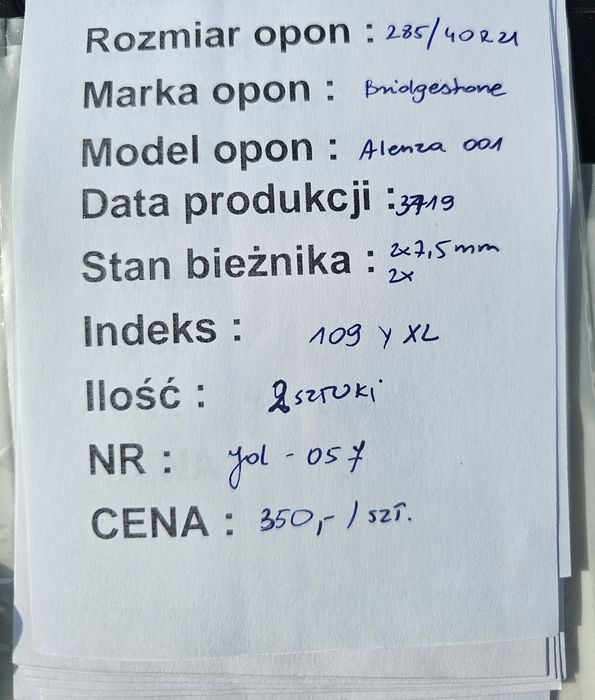 Rozmiar opon : 285/40R21
Marka opon : Bridgestone
Model opon : Alenza 001
Data produkcji : 3719
Stan bieżnika : 2x7,5mm
2x
Indeks : 109 Y XL
Ilość : 2 sztuki
NR : yol - 057
CENA : 350,- / szt.